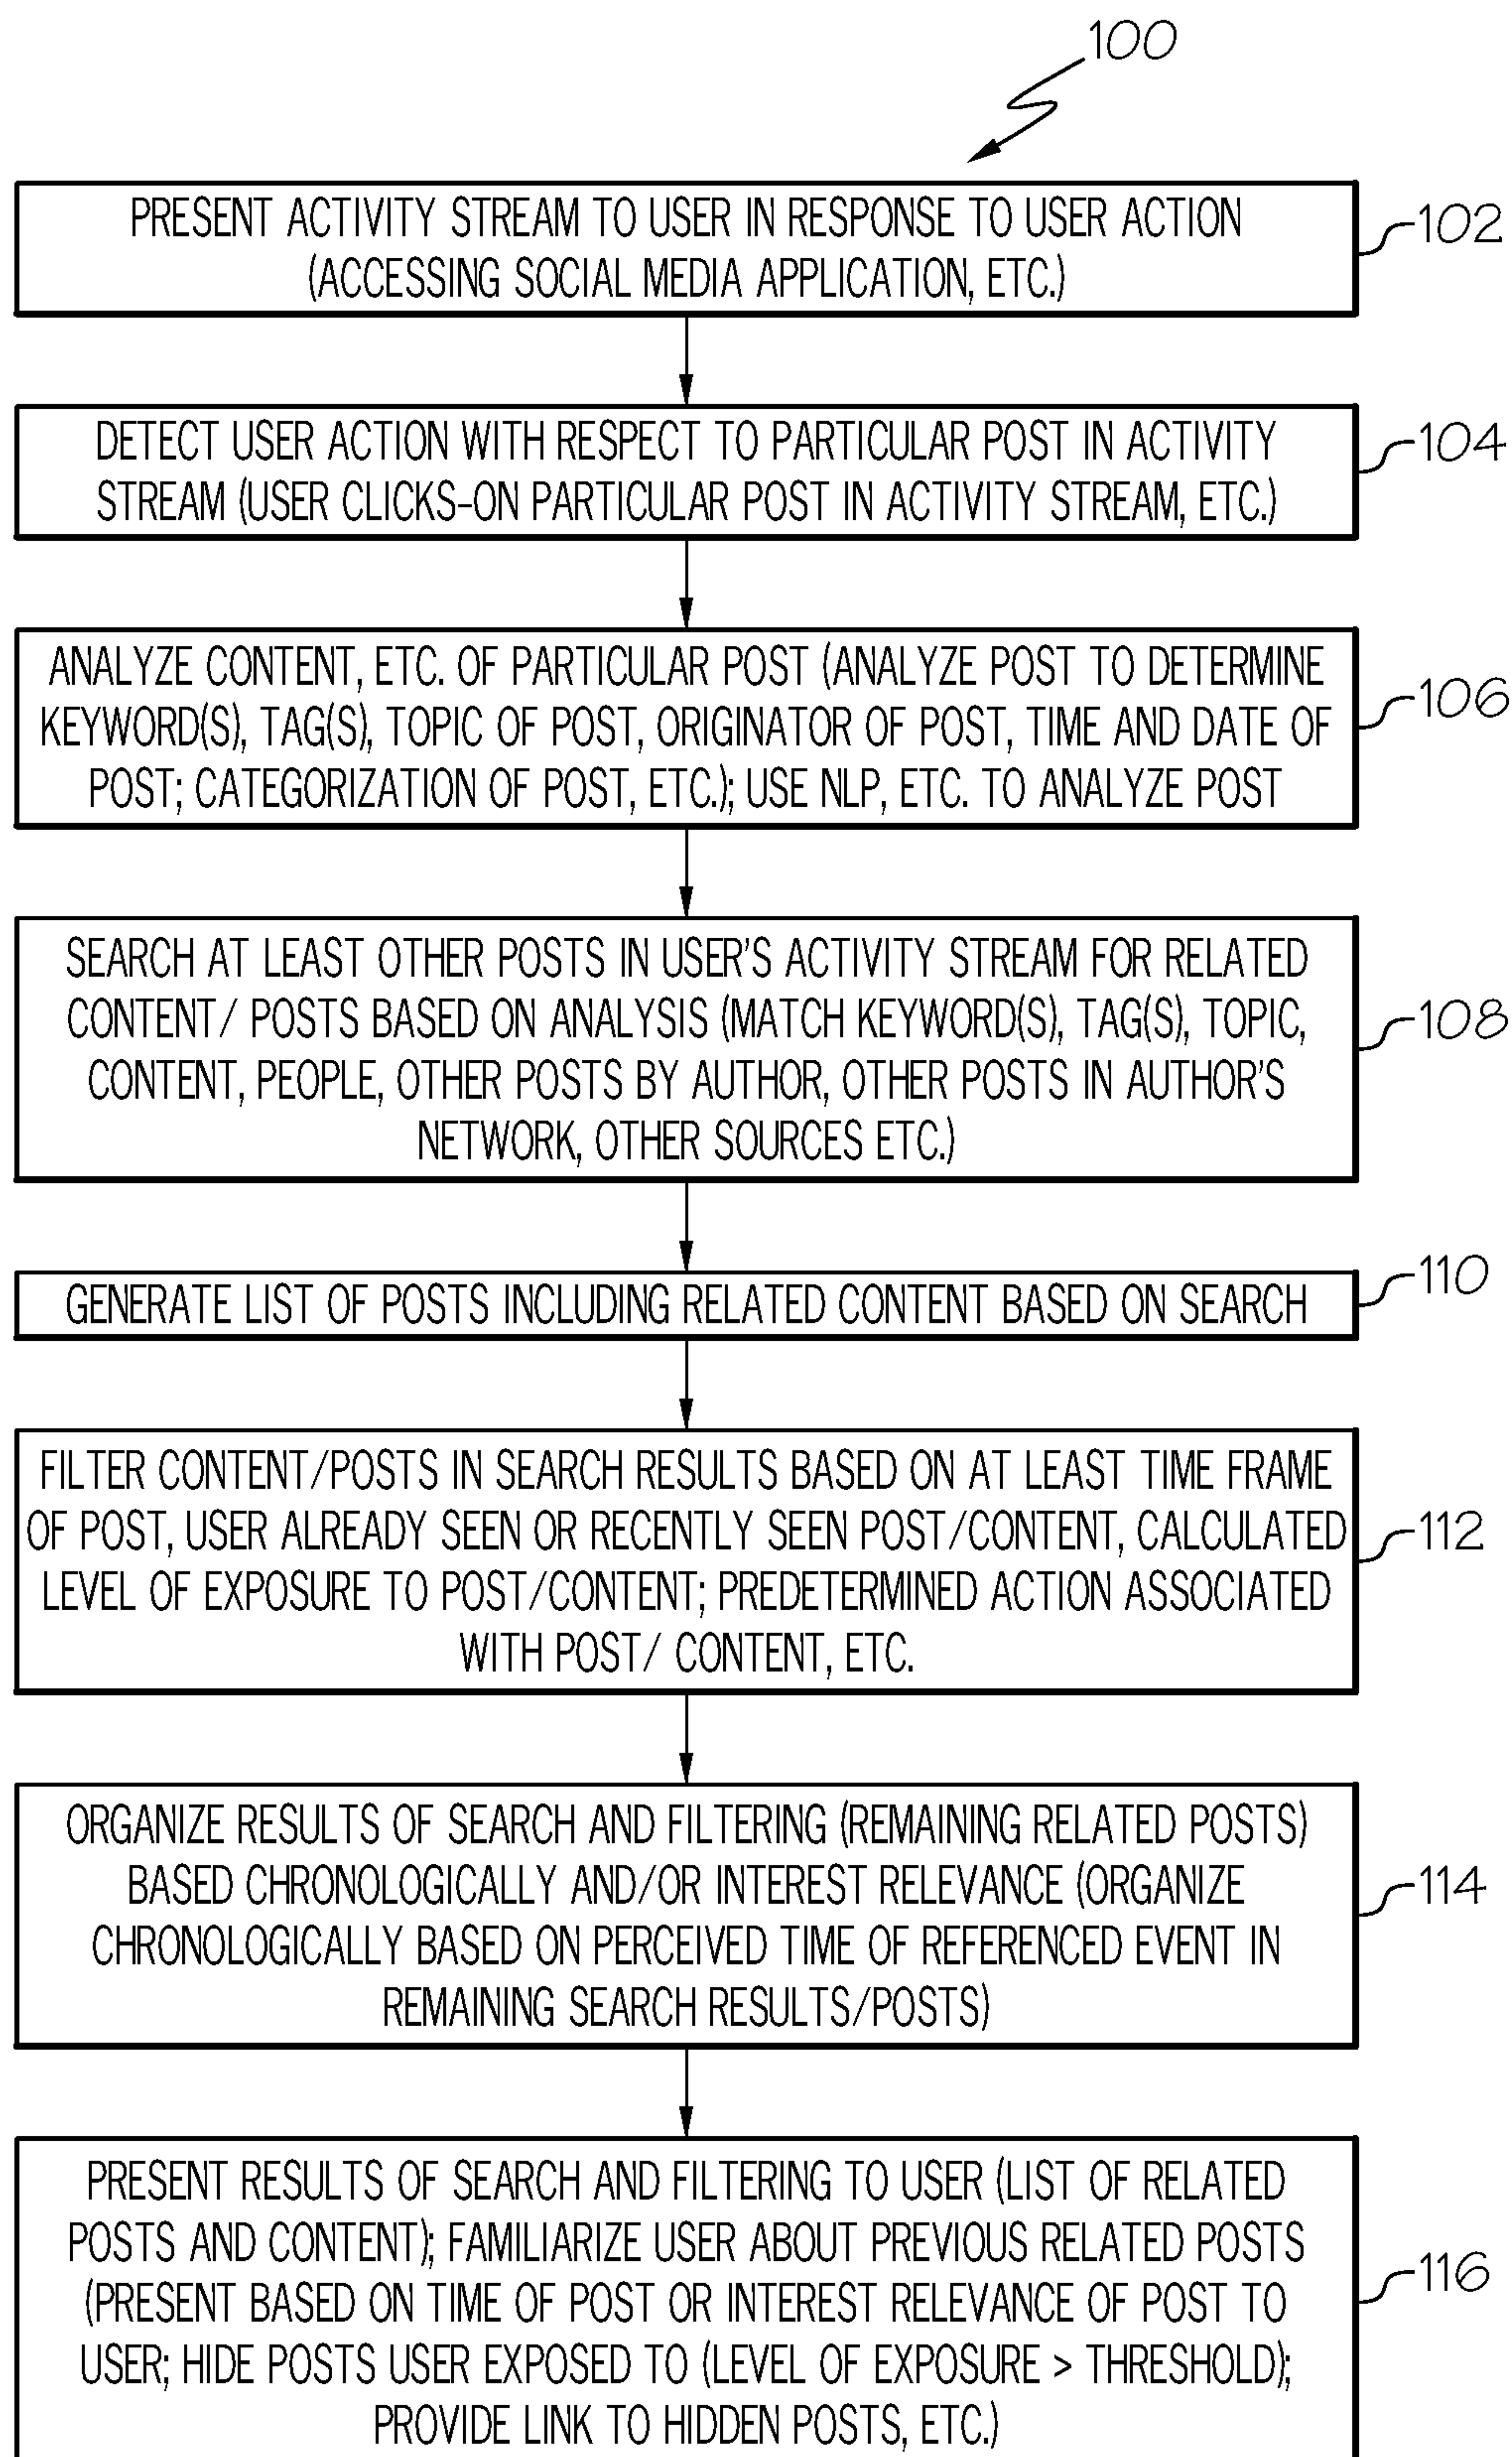 100
PRESENT ACTIVITY STREAM TO USER IN RESPONSE TO USER ACTION
(ACCESSING SOCIAL MEDIA APPLICATION, ETC.)
102
DETECT USER ACTION WITH RESPECT TO PARTICULAR POST IN ACTIVITY
STREAM (USER CLICKS-ON PARTICULAR POST IN ACTIVITY STREAM, ETC.)
104
ANALYZE CONTENT, ETC. OF PARTICULAR POST (ANALYZE POST TO DETERMINE
KEYWORD(S), TAG(S), TOPIC OF POST, ORIGINATOR OF POST, TIME AND DATE OF
POST; CATEGORIZATION OF POST, ETC.); USE NLP, ETC. TO ANALYZE POST
106
SEARCH AT LEAST OTHER POSTS IN USER'S ACTIVITY STREAM FOR RELATED
CONTENT/ POSTS BASED ON ANALYSIS (MATCH KEYWORD(S), TAG(S), TOPIC,
CONTENT, PEOPLE, OTHER POSTS BY AUTHOR, OTHER POSTS IN AUTHOR'S
NETWORK, OTHER SOURCES ETC.)
108
GENERATE LIST OF POSTS INCLUDING RELATED CONTENT BASED ON SEARCH
110
FILTER CONTENT/POSTS IN SEARCH RESULTS BASED ON AT LEAST TIME FRAME
OF POST, USER ALREADY SEEN OR RECENTLY SEEN POST/CONTENT, CALCULATED
LEVEL OF EXPOSURE TO POST/CONTENT; PREDETERMINED ACTION ASSOCIATED
WITH POST/ CONTENT, ETC.
112
ORGANIZE RESULTS OF SEARCH AND FILTERING (REMAINING RELATED POSTS)
BASED CHRONOLOGICALLY AND/OR INTEREST RELEVANCE (ORGANIZE
CHRONOLOGICALLY BASED ON PERCEIVED TIME OF REFERENCED EVENT IN
REMAINING SEARCH RESULTS/POSTS)
114
PRESENT RESULTS OF SEARCH AND FILTERING TO USER (LIST OF RELATED
POSTS AND CONTENT); FAMILIARIZE USER ABOUT PREVIOUS RELATED POSTS
(PRESENT BASED ON TIME OF POST OR INTEREST RELEVANCE OF POST TO
USER; HIDE POSTS USER EXPOSED TO (LEVEL OF EXPOSURE > THRESHOLD);
PROVIDE LINK TO HIDDEN POSTS, ETC.)
116